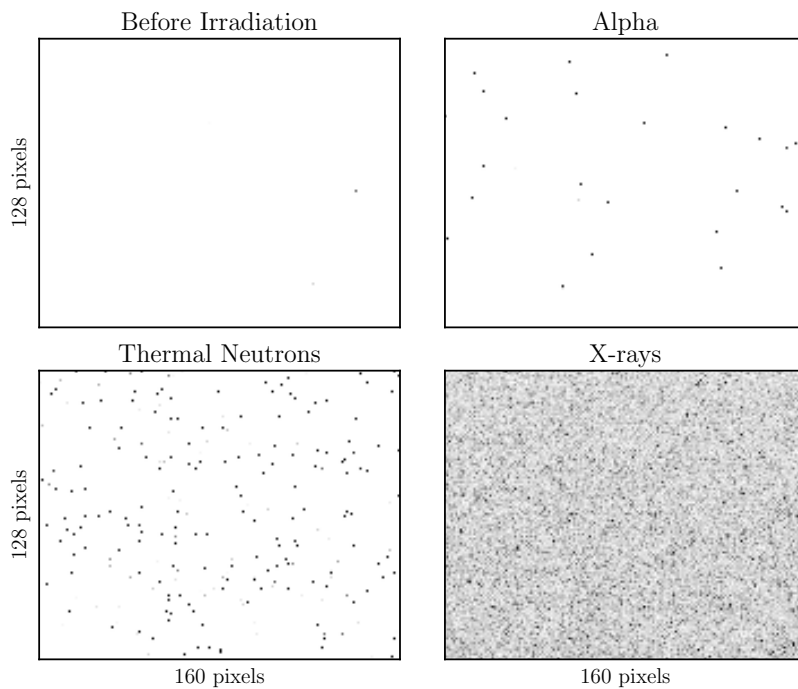 Before Irradiation
Alpha
128 pixels
Thermal Neutrons
X-rays
128 pixels
160 pixels
160 pixels